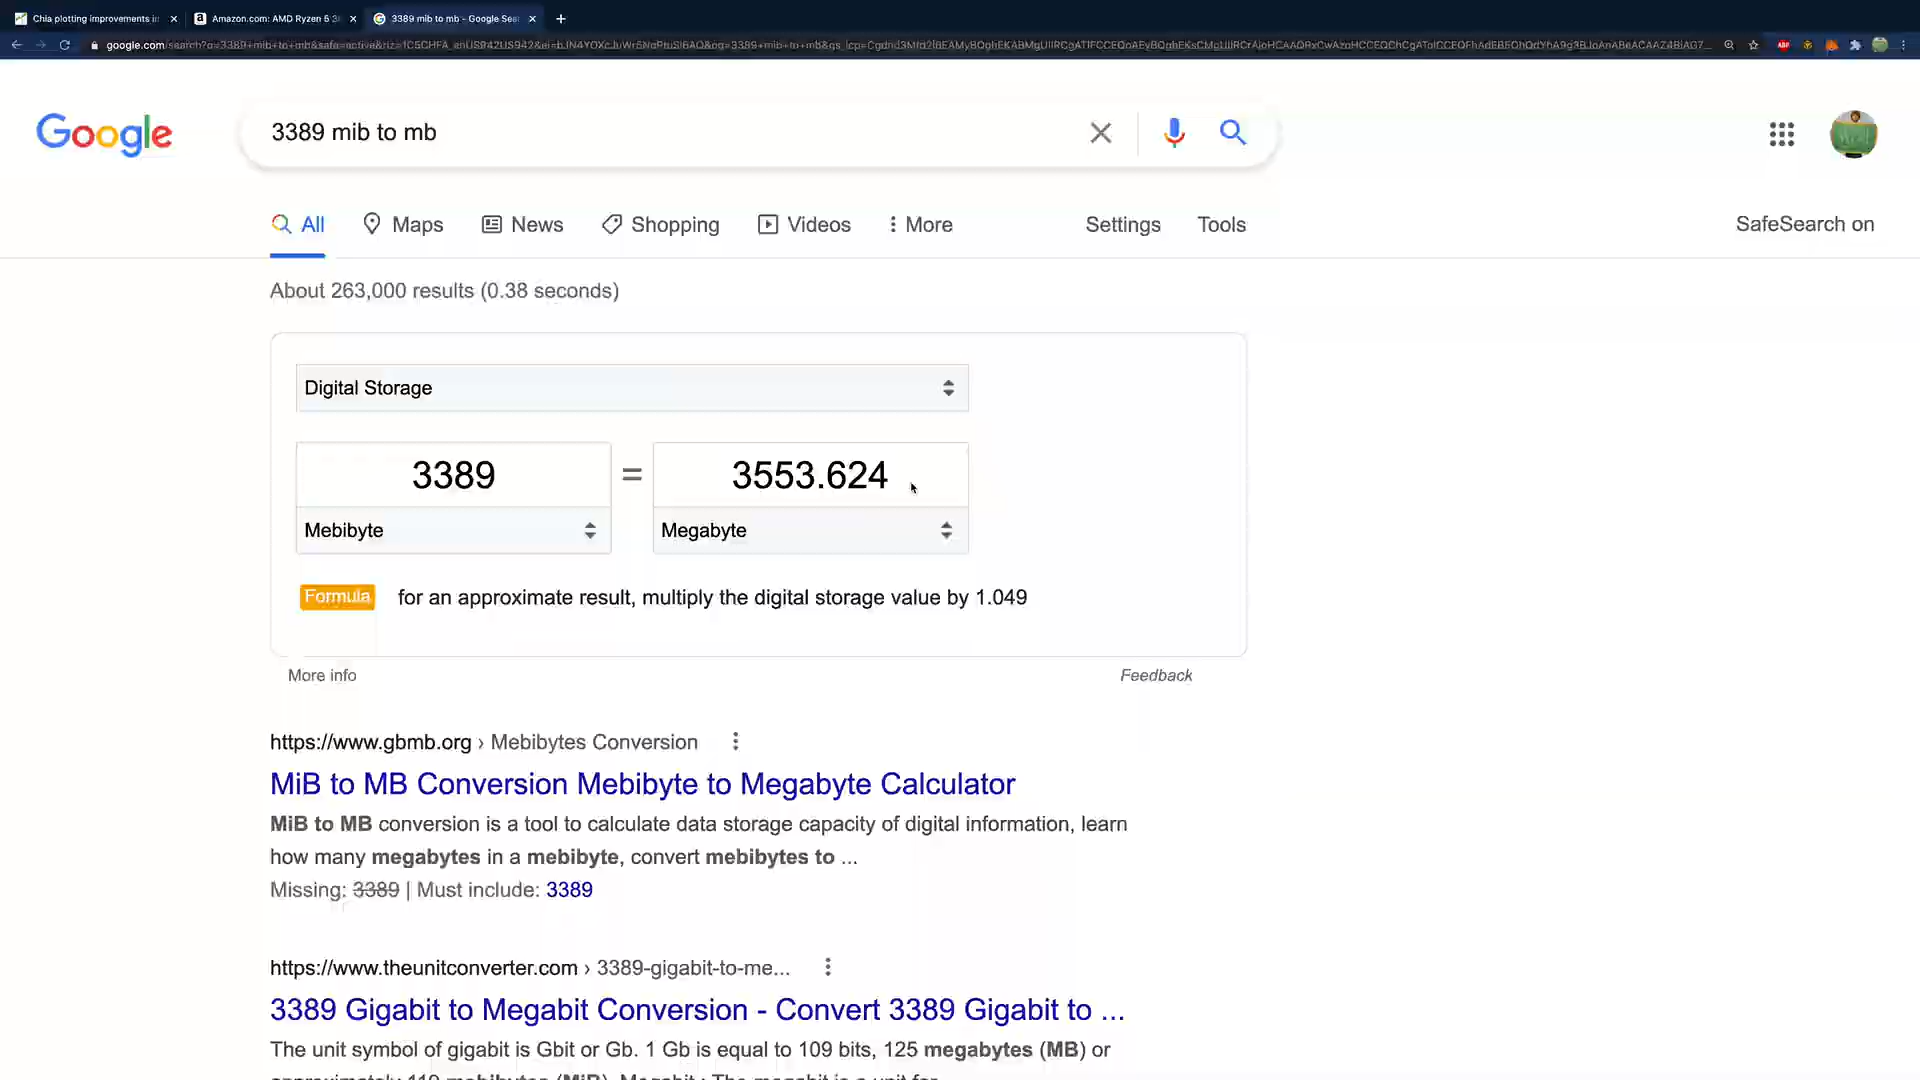 Chia plotting improvements in
Amazon.com: AMD Ryzen 5 3
3389 mib to mb - Google Sea
google.com
ABP
Google
3389 mib to mb
All
Maps
News
Shopping
Videos
More
Settings
Tools
SafeSearch on
About 263,000 results (0.38 seconds)
Digital Storage
3389 = 3553.624
Mebibyte
Megabyte
Formula for an approximate result, multiply the digital storage value by 1.049
More info
Feedback
https://www.gbmb.org › Mebibytes Conversion
MiB to MB Conversion Mebibyte to Megabyte Calculator
MiB to MB conversion is a tool to calculate data storage capacity of digital information, learn
how many megabytes in a mebibyte, convert mebibytes to ...
Missing: 3389 | Must include: 3389
https://www.theunitconverter.com › 3389-gigabit-to-me...
3389 Gigabit to Megabit Conversion - Convert 3389 Gigabit to ...
The unit symbol of gigabit is Gbit or Gb. 1 Gb is equal to 109 bits, 125 megabytes (MB) or